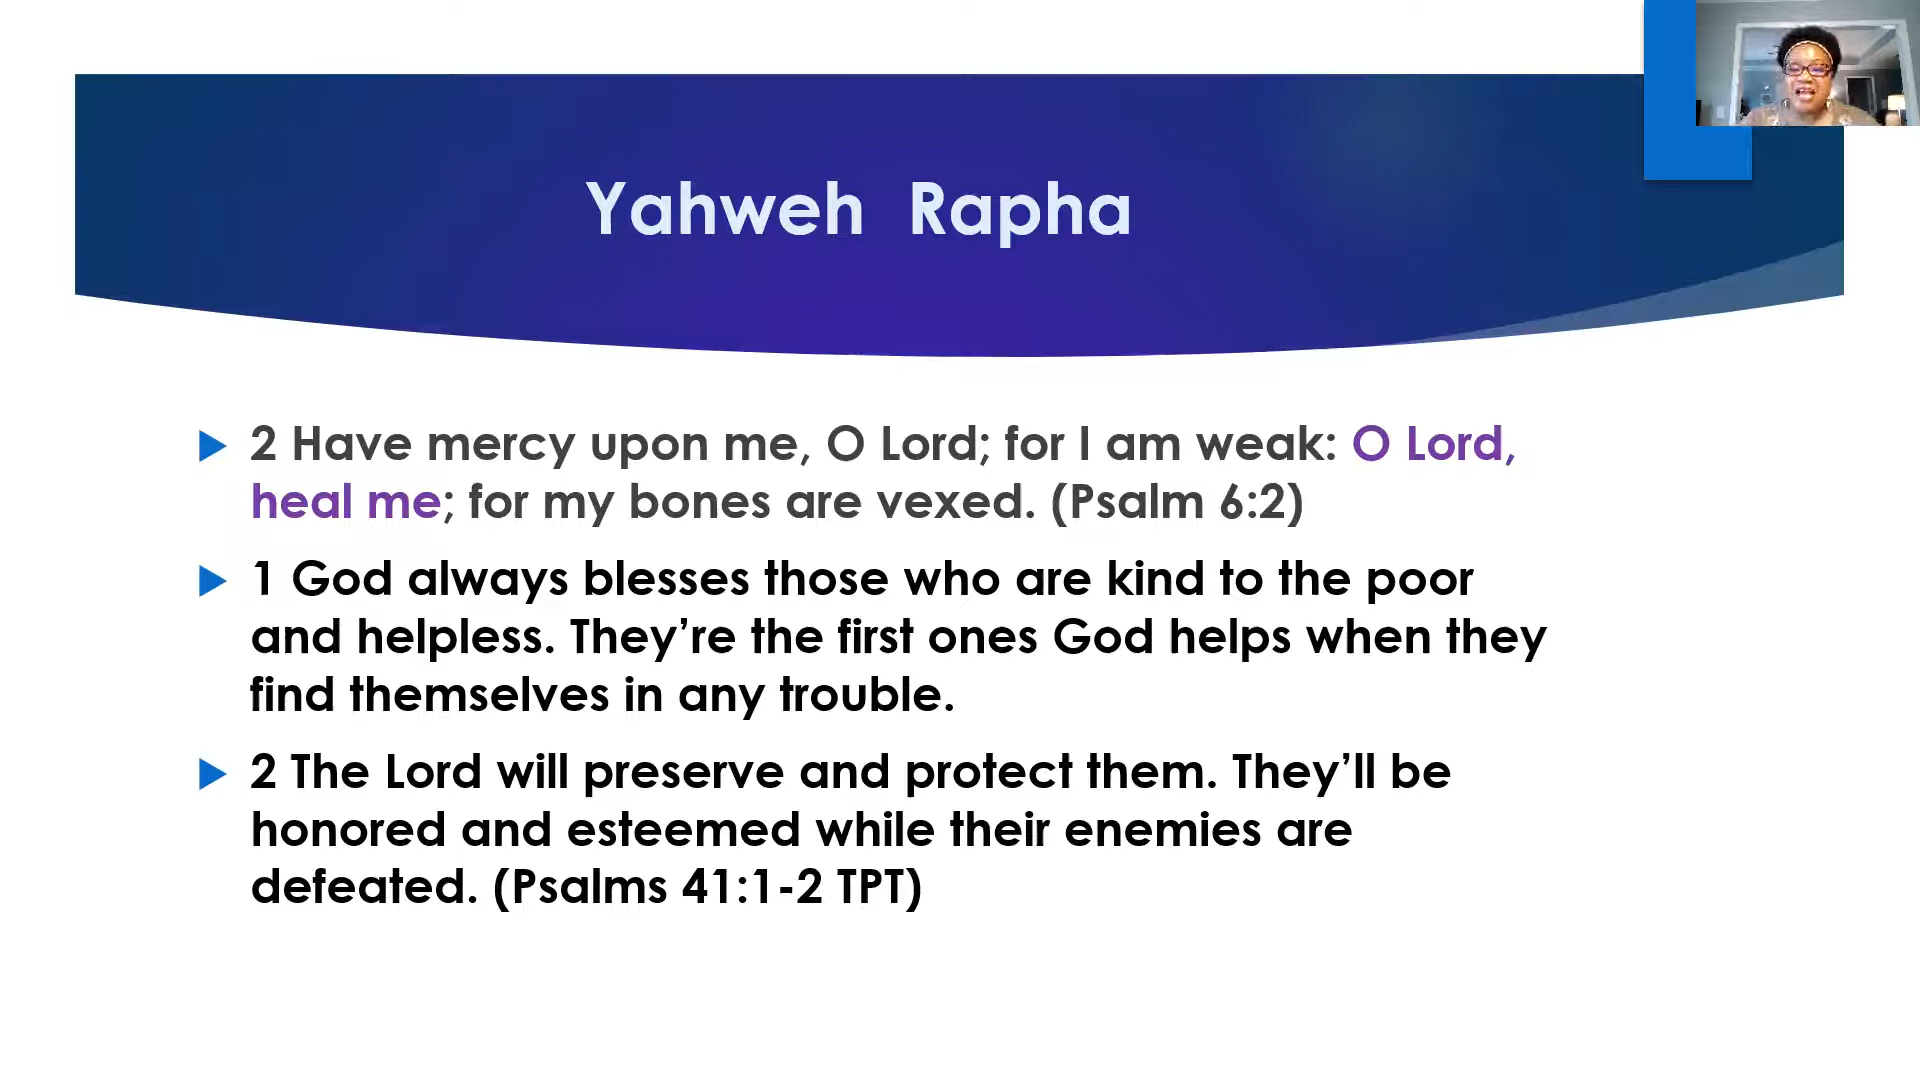 Yahweh Rapha
2 Have mercy upon me, O Lord; for I am weak: O Lord,
heal me; for my bones are vexed. (Psalm 6:2)
1 God always blesses those who are kind to the poor
and helpless. They’re the first ones God helps when they
find themselves in any trouble.
2 The Lord will preserve and protect them. They’ll be
honored and esteemed while their enemies are
defeated. (Psalms 41:1-2 TPT)